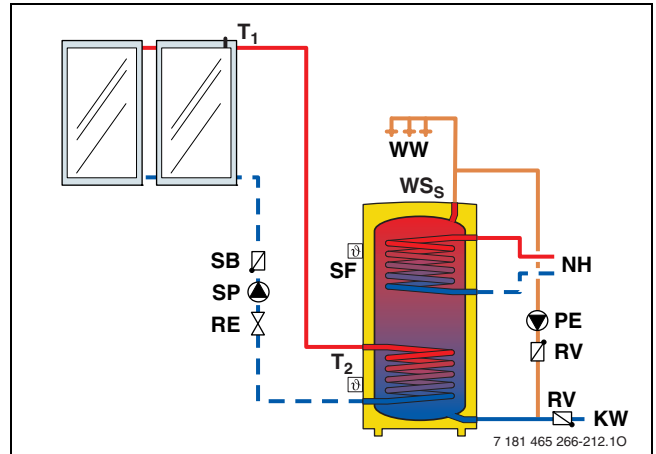 T1
WW
WSS
SB
ϑ
SF
NH
SP
PE
RE
RV
T2
ϑ
RV
KW
7 181 465 266-212.1O